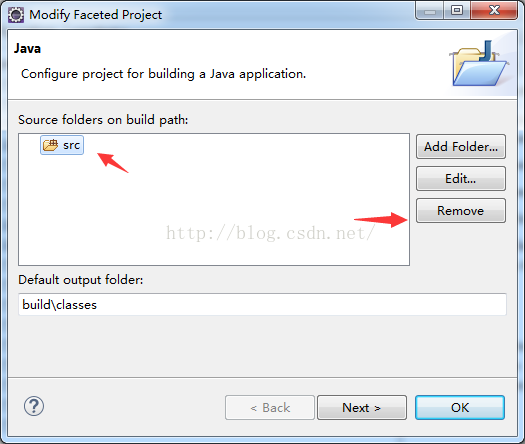 Modify Faceted Project
Java
Configure project for building a Java application.
Source folders on build path:
src
Add Folder...
Edit...
Remove
http://blog.csdn.net/
Default output folder:
build\classes
?
< Back
Next >
OK